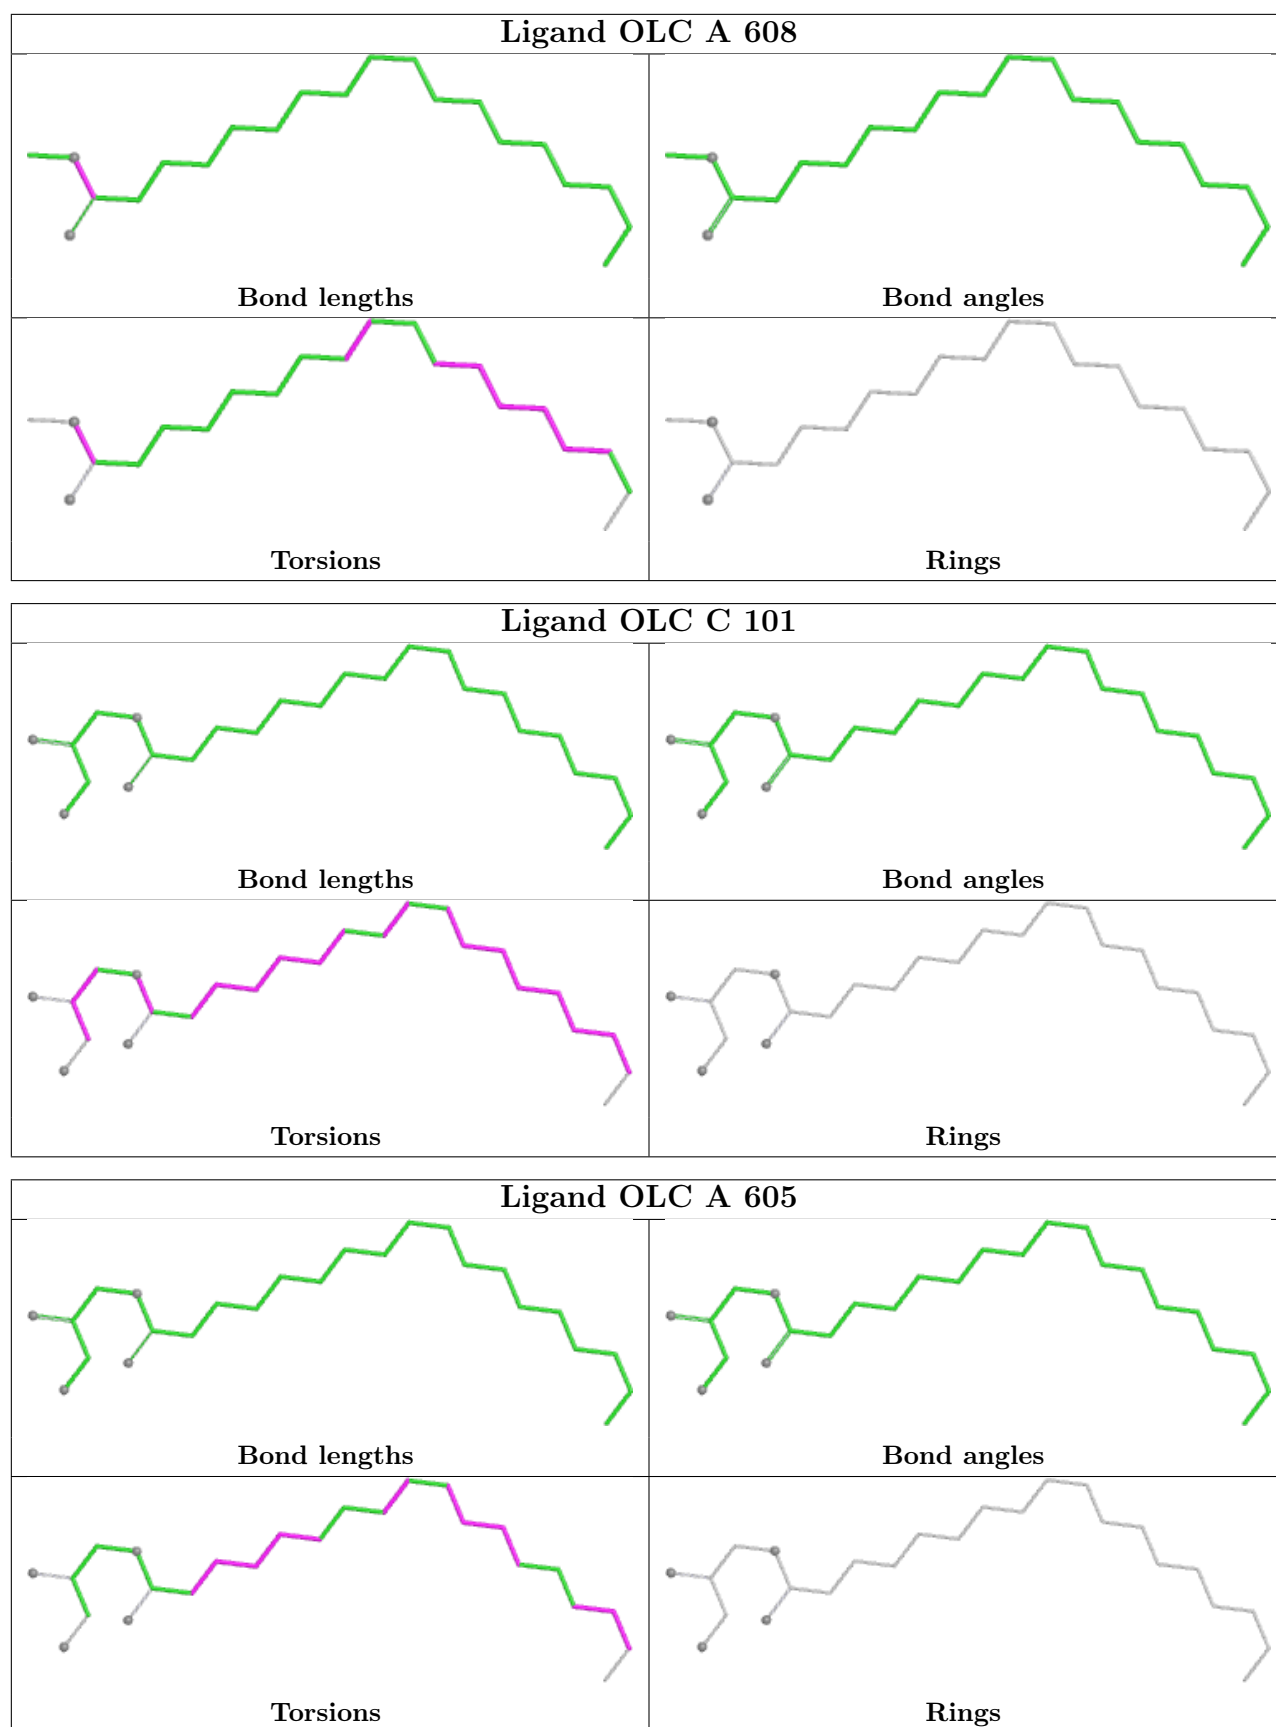 Ligand OLC A 608
Bond lengths
Bond angles
Torsions
Rings
Ligand OLC C 101
Bond lengths
Bond angles
Torsions
Rings
Ligand OLC A 605
Bond lengths
Bond angles
Torsions
Rings